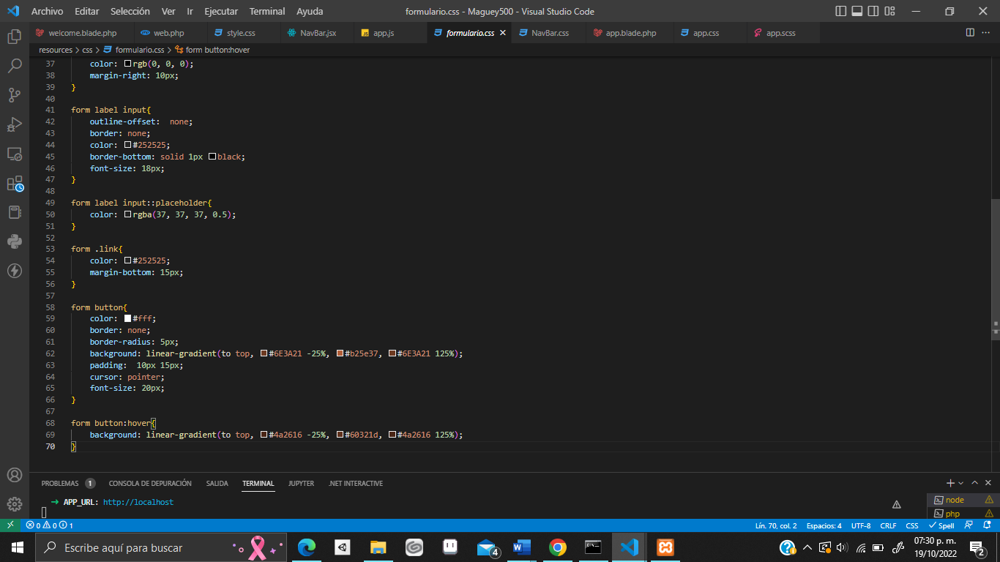 Archivo Editar Selección Ver Ir Ejecutar Terminal Ayuda formulario.css - Maguey500 - Visual Studio Code
welcome.blade.php web.php style.css NavBar.jsx app.js formulario.css NavBar.css app.blade.php app.css app.scss
resources > css > formulario.css > form button:hover
37 color: rgb(0, 0, 0);
38 margin-right: 10px;
39 }
40
41 form label input{
42 outline-offset:  none;
43 border: none;
44 color: #252525;
45 border-bottom: solid 1px black;
46 font-size: 18px;
47 }
48
49 form label input::placeholder{
50 color: rgba(37, 37, 37, 0.5);
51 }
52
53 form .link{
54 color: #252525;
55 margin-bottom: 15px;
56 }
57
58 form button{
59 color: #fff;
60 border: none;
61 border-radius: 5px;
62 background: linear-gradient(to top, #6E3A21 -25%, #b25e37, #6E3A21 125%);
63 padding:  10px 15px;
64 cursor: pointer;
65 font-size: 20px;
66 }
67
68 form button:hover{
69 background: linear-gradient(to top, #4a2616 -25%, #60321d, #4a2616 125%);
70 }
PROBLEMAS 1 CONSOLA DE DEPURACIÓN SALIDA TERMINAL JUPYTER .NET INTERACTIVE
→ APP_URL: http://localhost
node
php
0 0 1 Lín. 70, col. 2 Espacios: 4 UTF-8 CRLF CSS Spell
Escribe aquí para buscar 4 07:30 p. m.
19/10/2022 2